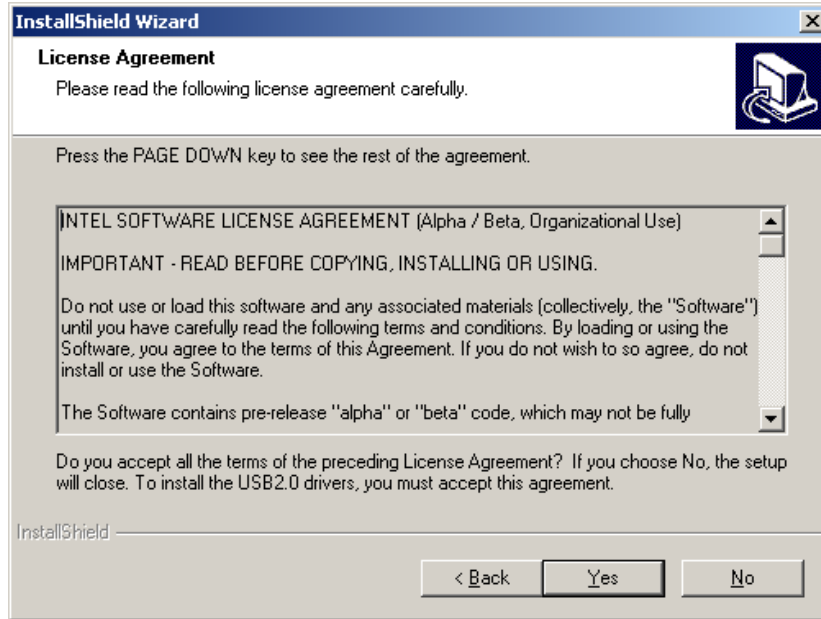 InstallShield Wizard
License Agreement
Please read the following license agreement carefully.
Press the PAGE DOWN key to see the rest of the agreement.
INTEL SOFTWARE LICENSE AGREEMENT (Alpha / Beta, Organizational Use)
IMPORTANT - READ BEFORE COPYING, INSTALLING OR USING.
Do not use or load this software and any associated materials (collectively, the "Software")
until you have carefully read the following terms and conditions. By loading or using the
Software, you agree to the terms of this Agreement. If you do not wish to so agree, do not
install or use the Software.
The Software contains pre-release "alpha" or "beta" code, which may not be fully
Do you accept all the terms of the preceding License Agreement?  If you choose No, the setup
will close. To install the USB2.0 drivers, you must accept this agreement.
InstallShield
< Back
Yes
No